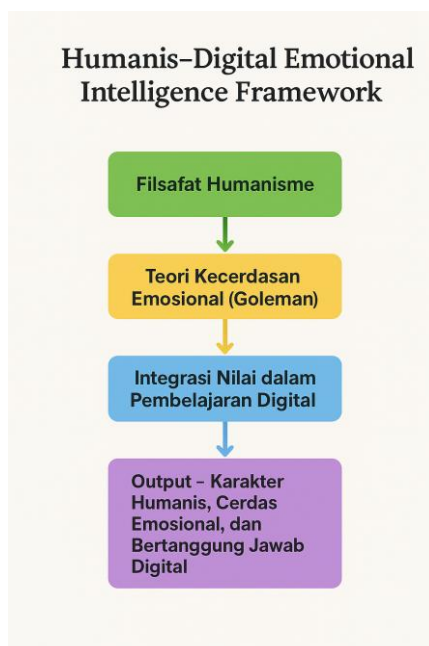 Humanis–Digital Emotional
Intelligence Framework
Filsafat Humanisme
Teori Kecerdasan
Emosional (Goleman)
Integrasi Nilai dalam
Pembelajaran Digital
Output – Karakter
Humanis, Cerdas
Emosional, dan
Bertanggung Jawab
Digital